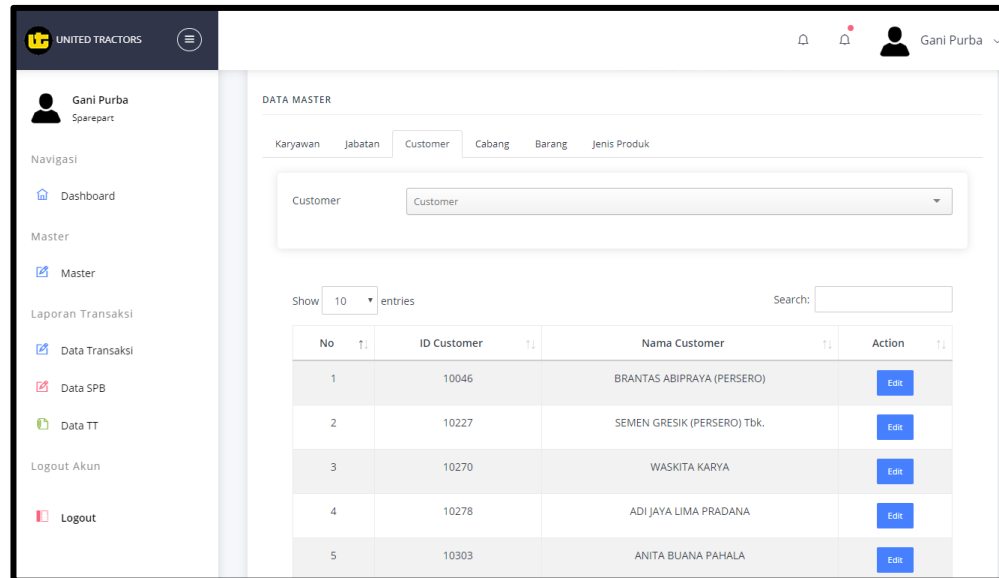 UNITED TRACTORS
Gani Purba
Gani Purba
Sparepart
Navigasi
Dashboard
Master
Master
Laporan Transaksi
Data Transaksi
Data SPB
Data TT
Logout Akun
Logout
DATA MASTER
Karyawan Jabatan Customer Cabang Barang Jenis Produk
Customer Customer
Show 10 entries Search:
No ID Customer Nama Customer Action
1 10046 BRANTAS ABIPRAYA (PERSERO) Edit
2 10227 SEMEN GRESIK (PERSERO) Tbk. Edit
3 10270 WASKITA KARYA Edit
4 10278 ADI JAYA LIMA PRADANA Edit
5 10303 ANITA BUANA PAHALA Edit